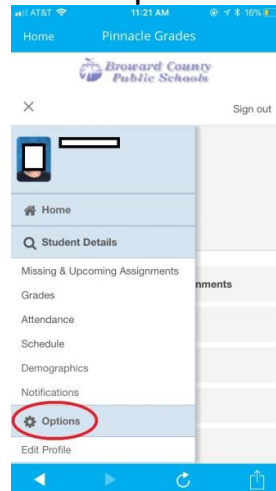 AT&T 11:21 AM 16%
Home Pinnacle Grades
Broward County
Public Schools
× Sign out
Home
Student Details
Missing & Upcoming Assignments
nments
Grades
Attendance
Schedule
Demographics
Notifications
Options
Edit Profile